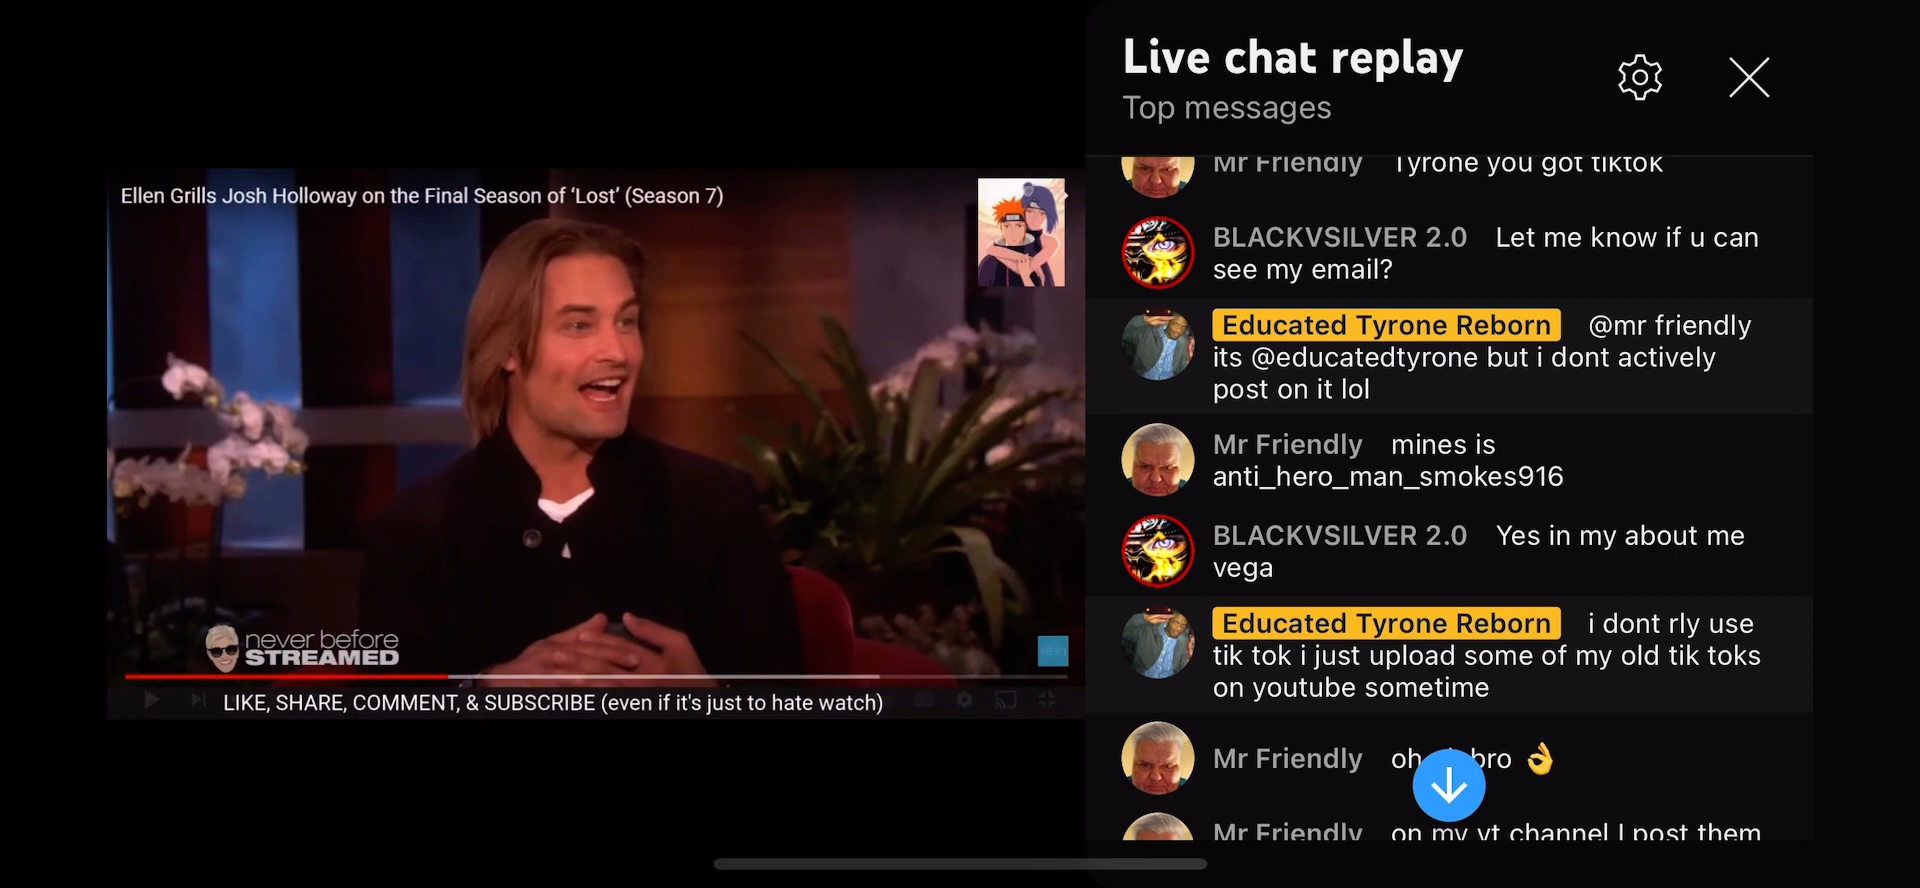 Ellen Grills Josh Holloway on the Final Season of ‘Lost’ (Season 7)
never before
STREAMED
LIKE, SHARE, COMMENT, & SUBSCRIBE (even if it's just to hate watch)
Live chat replay
Top messages
Mr Friendly Tyrone you got tiktok
BLACKVSILVER 2.0 Let me know if u can
see my email?
Educated Tyrone Reborn @mr friendly
its @educatedtyrone but i dont actively
post on it lol
Mr Friendly mines is
anti_hero_man_smokes916
BLACKVSILVER 2.0 Yes in my about me
vega
Educated Tyrone Reborn i dont rly use
tik tok i just upload some of my old tik toks
on youtube sometime
Mr Friendly oh bro 👌
Mr Friendly on my yt channel I post them